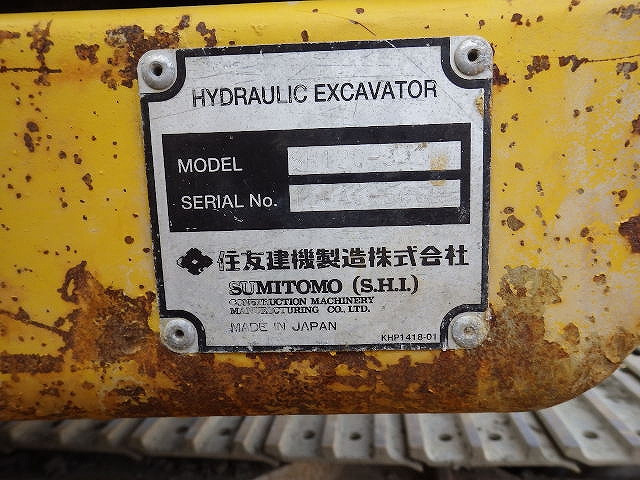 HYDRAULIC EXCAVATOR
MODEL
SERIAL No.
住友建機製造株式会社
SUMITOMO (S.H.I.)
CONSTRUCTION MACHINERY
MANUFACTURING CO., LTD.
MADE IN JAPAN
KHP1418-01